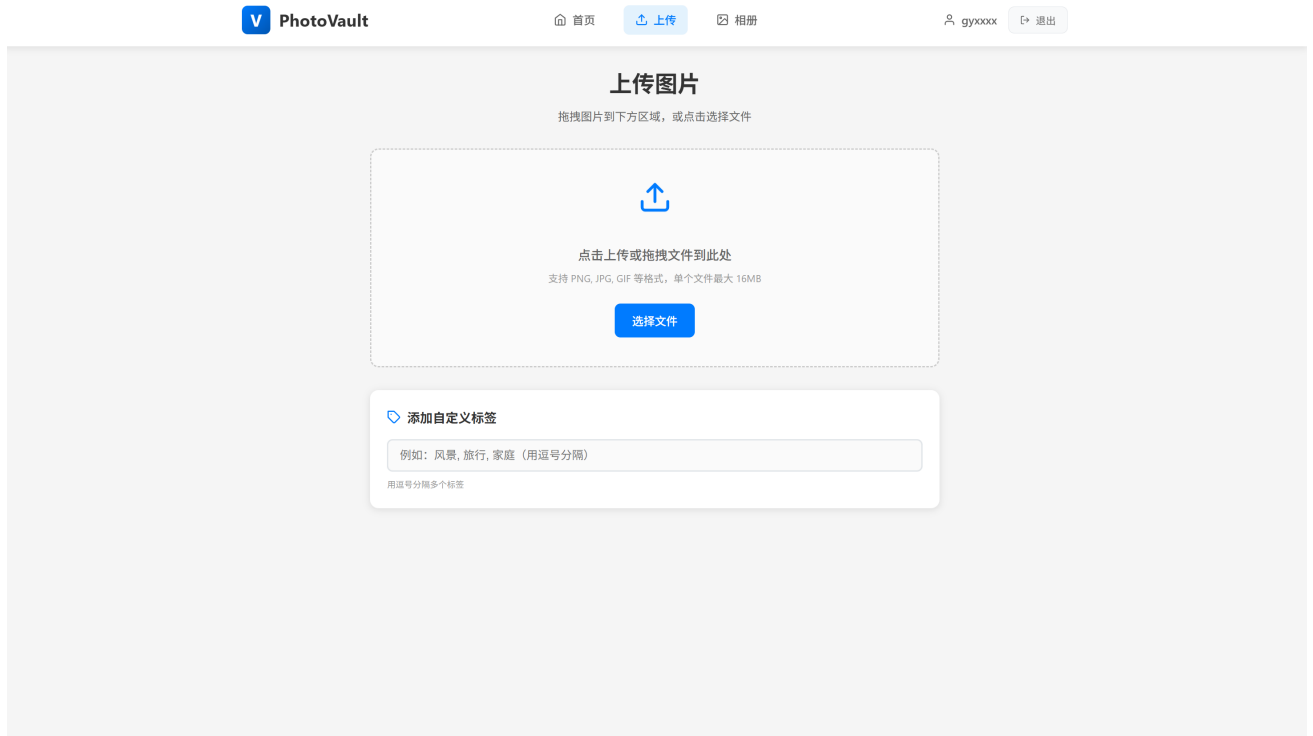 V PhotoVault 首页 上传 相册 gyxxxx 退出
上传图片
拖拽图片到下方区域，或点击选择文件
点击上传或拖拽文件到此处
支持 PNG, JPG, GIF 等格式，单个文件最大 16MB
选择文件
添加自定义标签
例如：风景, 旅行, 家庭（用逗号分隔）
用逗号分隔多个标签